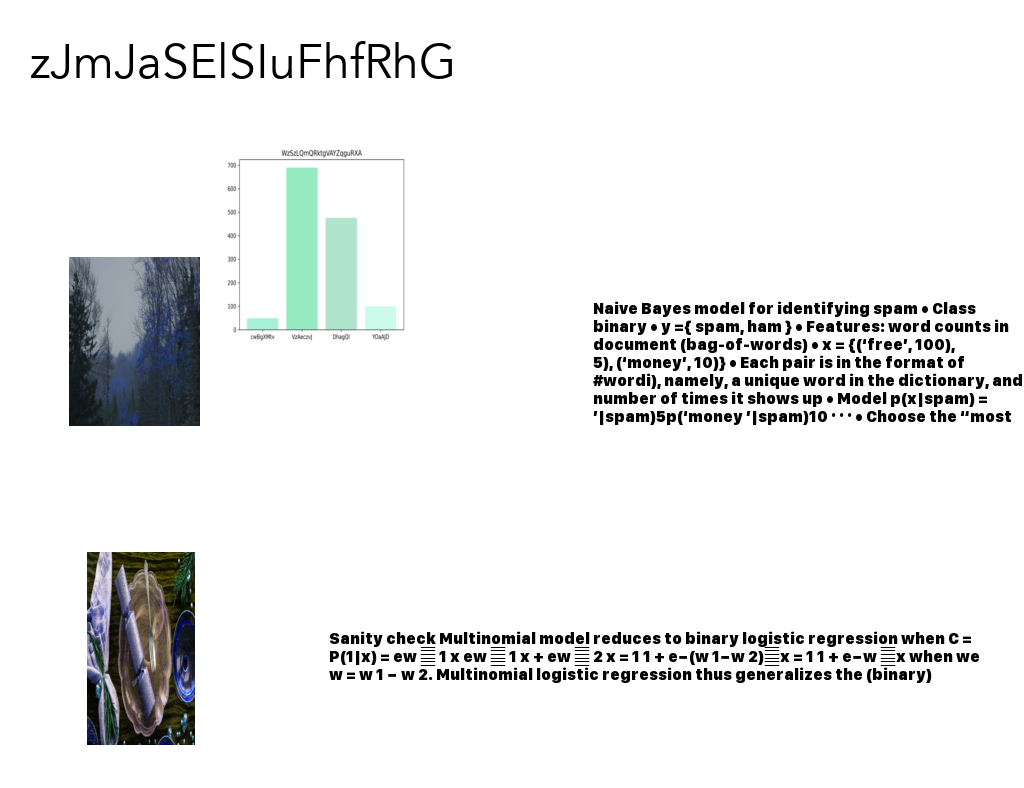 zJmJaSElSIuFhfRhG
WzSzLQmQRktgVAYZqguRXA
700
600
500
400
300
200
100
0
cwBgXMtv VzAeczvJ DhagQl YOaAjD
Naive Bayes model for identifying spam • Class
binary • y ={ spam, ham } • Features: word counts in
document (bag-of-words) • x = {(‘free’, 100),
5), (‘money’, 10)} • Each pair is in the format of
#wordi), namely, a unique word in the dictionary, and
number of times it shows up • Model p(x|spam) =
’|spam)5p(‘money ’|spam)10 · · · • Choose the “most
Sanity check Multinomial model reduces to binary logistic regression when C =
P(1|x) = ew 1 x ew 1 x + ew 2 x = 1 1 + e−(w 1−w 2) x = 1 1 + e−w x when we
w = w 1 − w 2. Multinomial logistic regression thus generalizes the (binary)